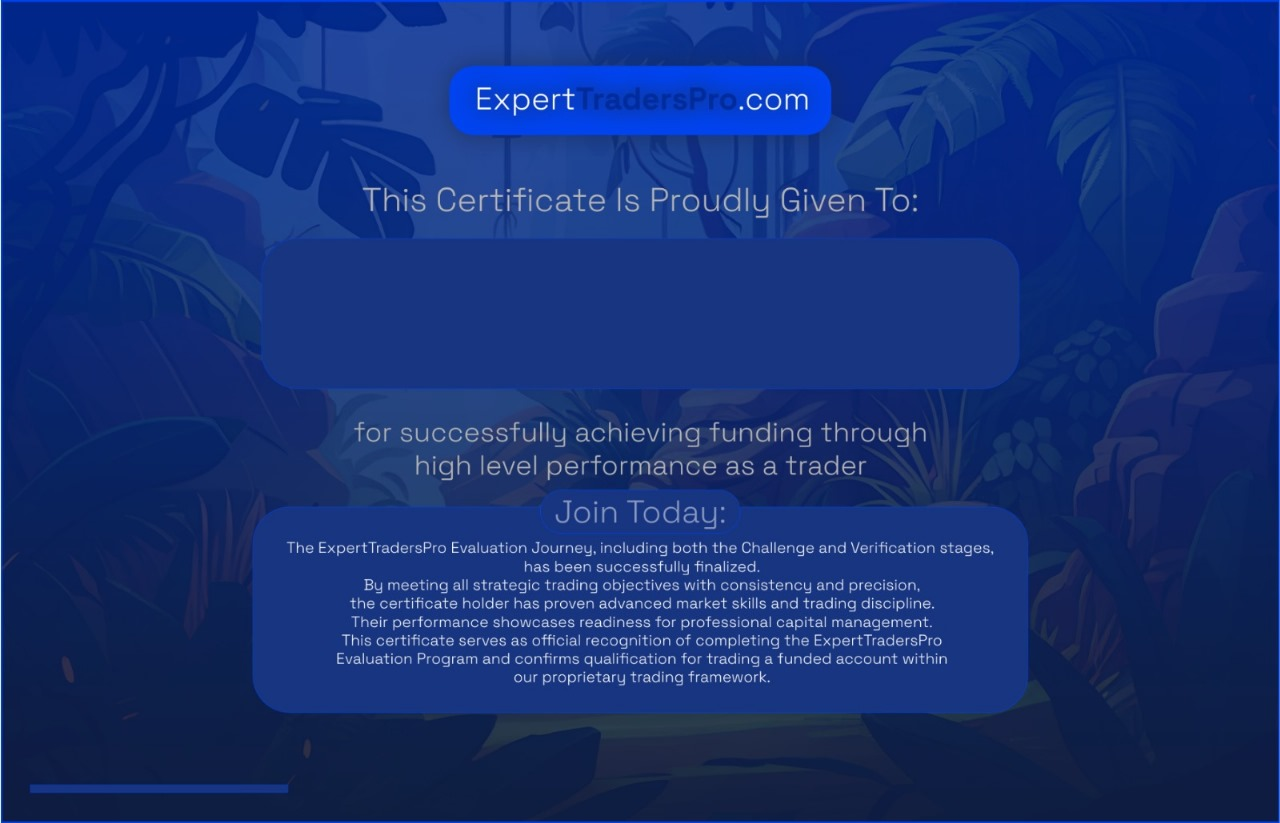 ExpertTradersPro.com
This Certificate Is Proudly Given To:
for successfully achieving funding through
high level performance as a trader
Join Today:
The ExpertTradersPro Evaluation Journey, including both the Challenge and Verification stages,
has been successfully finalized.
By meeting all strategic trading objectives with consistency and precision,
the certificate holder has proven advanced market skills and trading discipline.
Their performance showcases readiness for professional capital management.
This certificate serves as official recognition of completing the ExpertTradersPro
Evaluation Program and confirms qualification for trading a funded account within
our proprietary trading framework.